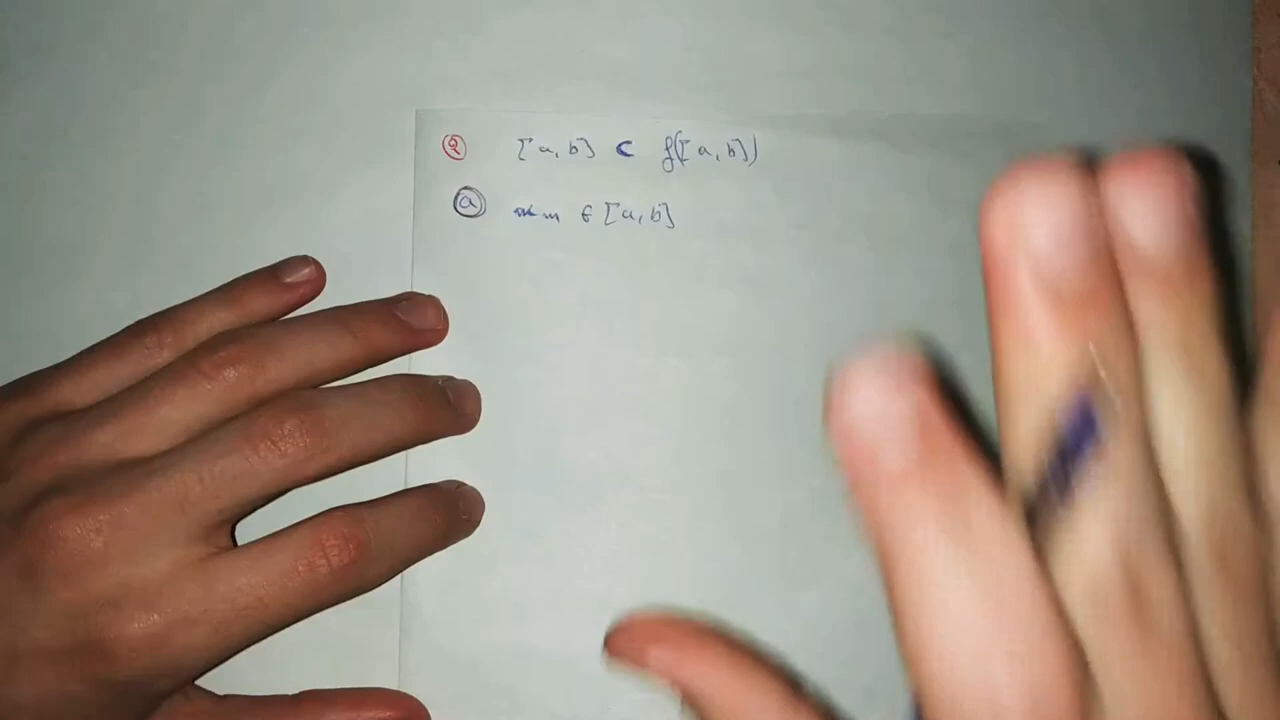 ② [a,b] ⊂ f([a,b])
ⓐ m ∈ [a,b]